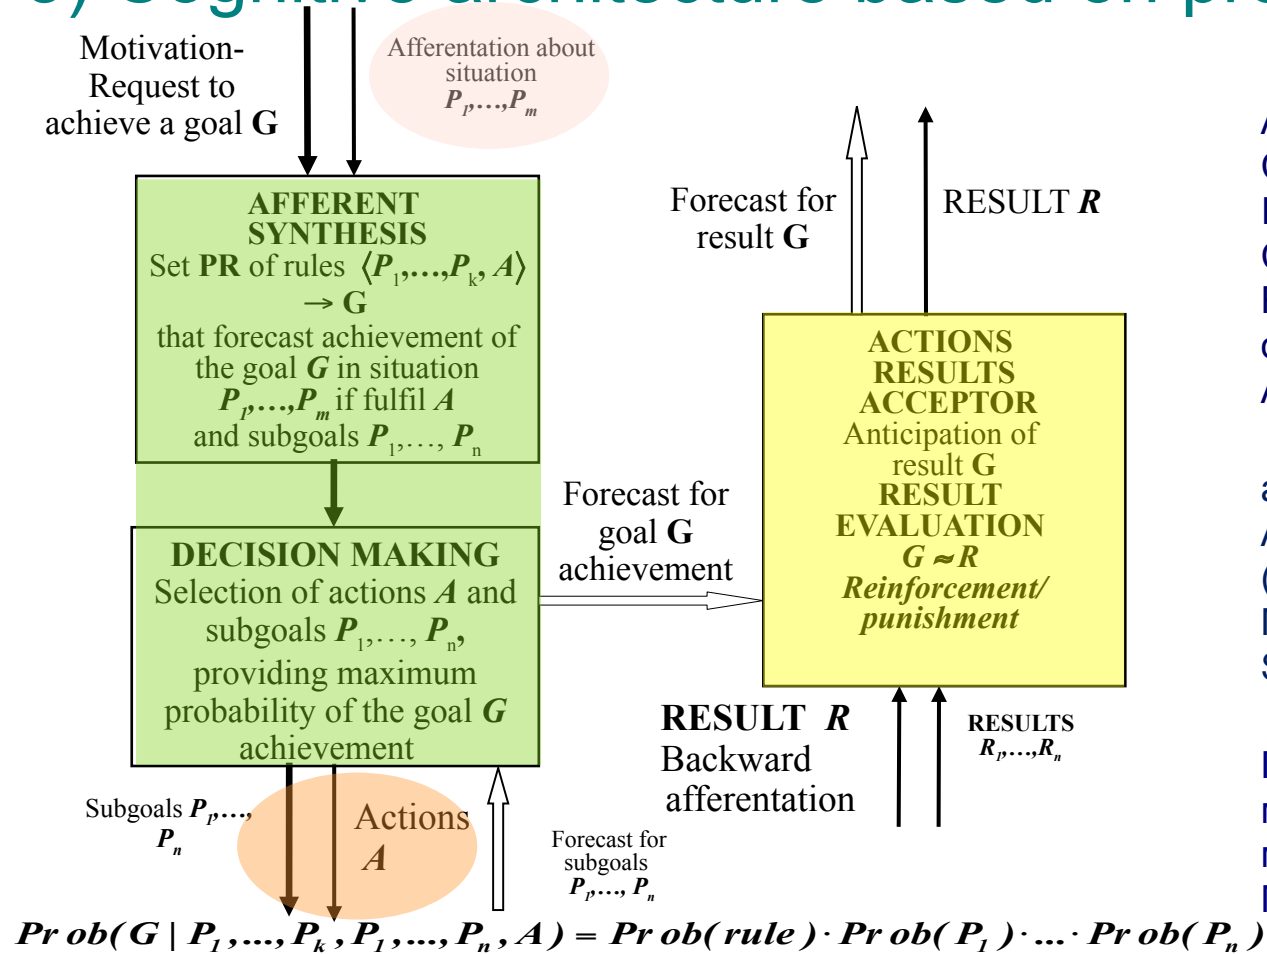 Cognitive architecture based on
Motivation-
Request to
achieve a goal G
Afferentation about
situation
P1,…,Pm
AFFERENT
SYNTHESIS
Set PR of rules ⟨P1,…,Pk, A⟩
→ G
that forecast achievement of
the goal G in situation
P1,…,Pm if fulfil A
and subgoals P1,…, Pn
DECISION MAKING
Selection of actions A and
subgoals P1,…, Pn,
providing maximum
probability of the goal G
achievement
Subgoals P1,…,
Pn
Actions
A
Forecast for
subgoals
P1,…, Pn
Forecast for
goal G
achievement
Forecast for
result G
RESULT R
ACTIONS
RESULTS
ACCEPTOR
Anticipation of
result G
RESULT
EVALUATION
G ≈ R
Reinforcement/
punishment
RESULT R
Backward
afferentation
RESULTS
R1,…,Rn
Prob(G | P1,...,Pk,P1,...,Pn,A) = Prob(rule)·Prob(P1)·...·Prob(Pn)